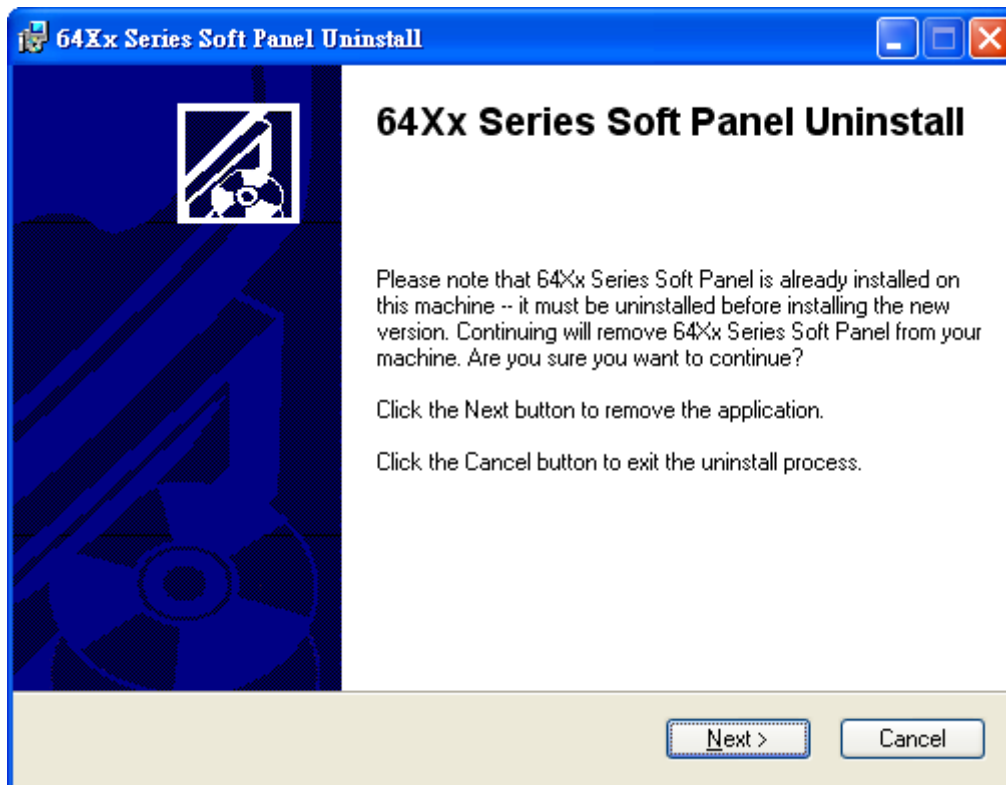 64Xx Series Soft Panel Uninstall
64Xx Series Soft Panel Uninstall
Please note that 64Xx Series Soft Panel is already installed on
this machine -- it must be uninstalled before installing the new
version. Continuing will remove 64Xx Series Soft Panel from your
machine. Are you sure you want to continue?
Click the Next button to remove the application.
Click the Cancel button to exit the uninstall process.
Next >
Cancel